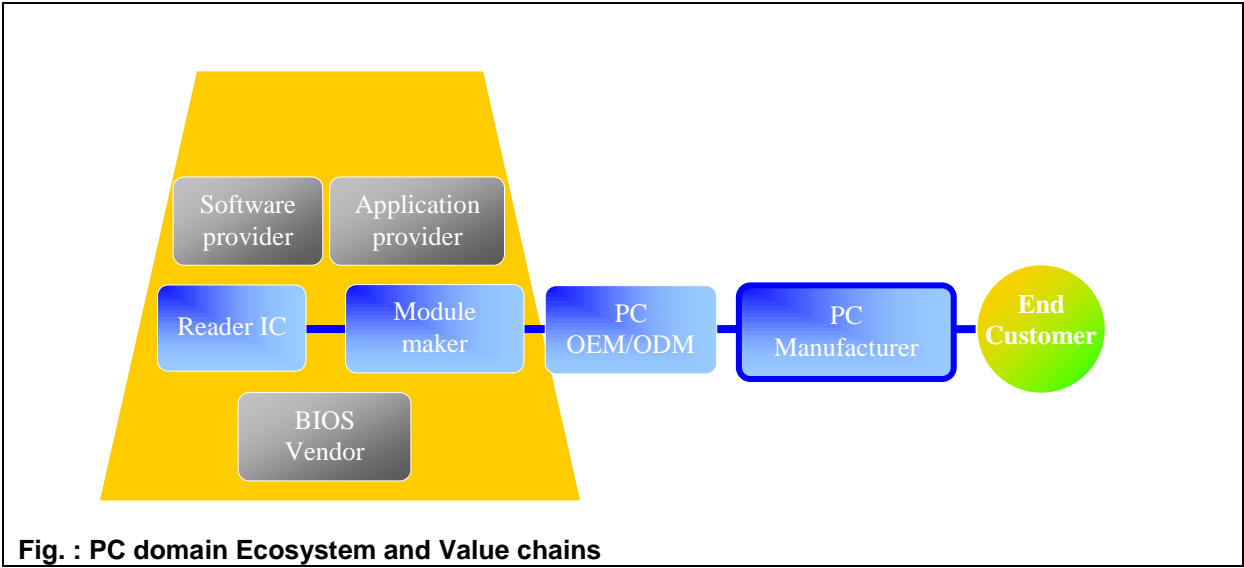 Software
provider
Application
provider
Reader IC
Module
maker
PC
OEM/ODM
PC
Manufacturer
End
Customer
BIOS
Vendor
Fig. : PC domain Ecosystem and Value chains